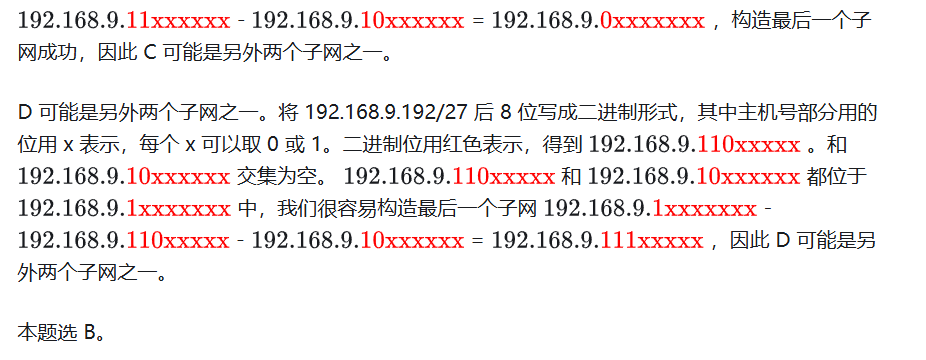 192.168.9.11xxxxxx - 192.168.9.10xxxxxx = 192.168.9.0xxxxxxx ，构造最后一个子
网成功，因此 C 可能是另外两个子网之一。
D 可能是另外两个子网之一。将 192.168.9.192/27 后 8 位写成二进制形式，其中主机号部分用的
位用 x 表示，每个 x 可以取 0 或 1。二进制位用红色表示，得到 192.168.9.110xxxxx 。和
192.168.9.10xxxxxx 交集为空。 192.168.9.110xxxxx 和 192.168.9.10xxxxxx 都位于
192.168.9.1xxxxxxx 中，我们很容易构造最后一个子网 192.168.9.1xxxxxxx -
192.168.9.110xxxxx - 192.168.9.10xxxxxx = 192.168.9.111xxxxx ，因此 D 可能是另
外两个子网之一。
本题选 B。